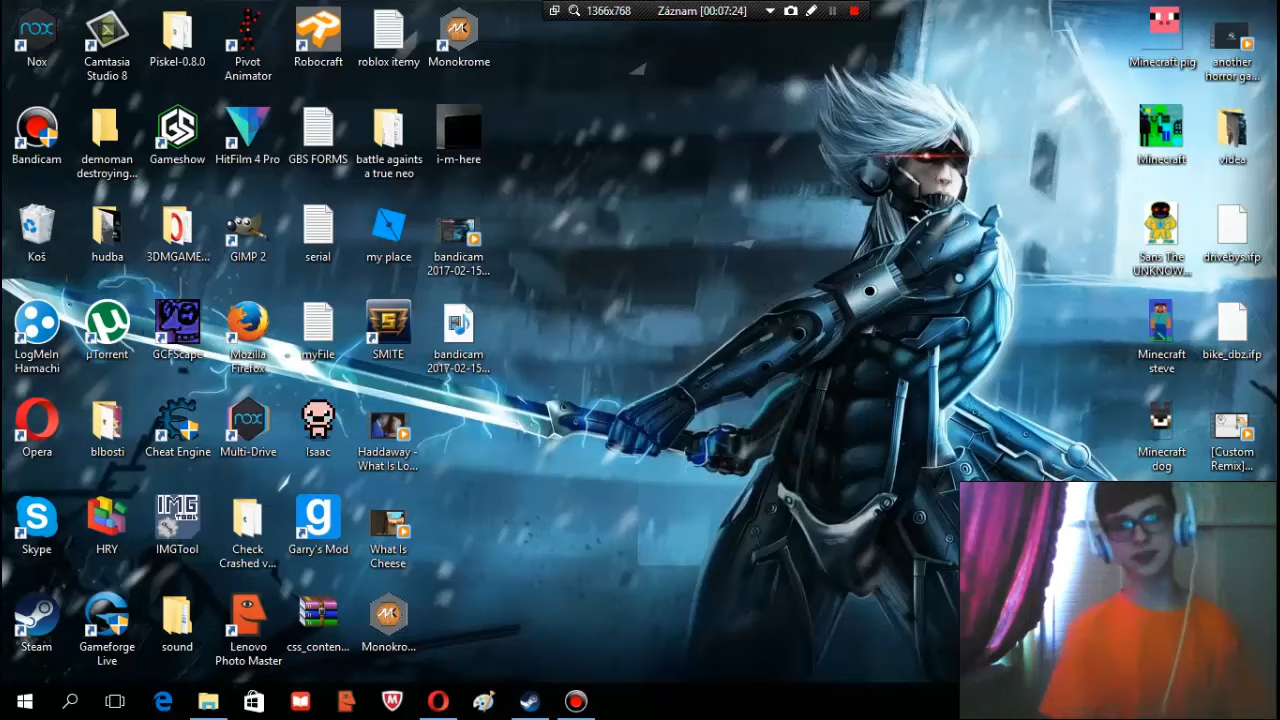 1366x768
Záznam [00:07:24]
Nox
Camtasia
Studio 8
Piskel-0.8.0
Pivot
Animator
Robocraft
roblox itemy
Monokrome
Minecraft pig
another
horror ga...
Bandicam
demoman
destroying...
Gameshow
HitFilm 4 Pro
GBS FORMS
battle againts
a true neo
i-m-here
Minecraft
videa
Koš
hudba
3DMGAME...
GIMP 2
serial
my place
bandicam
2017-02-15...
Sans The
UNKNOW...
drivebys.ifp
LogMeIn
Hamachi
µTorrent
GCFScape
Mozilla
Firefox
myFile
SMITE
bandicam
2017-02-15...
Minecraft
steve
bike_dbz.ifp
Opera
blbosti
Cheat Engine
Multi-Drive
Isaac
Haddaway -
What Is Lo...
Minecraft
dog
[Custom
Remix]...
Skype
HRY
IMGTool
Check
Crashed v...
Garry's Mod
What Is
Cheese
Steam
Gameforge
Live
sound
Lenovo
Photo Master
css_conten...
Monokro...